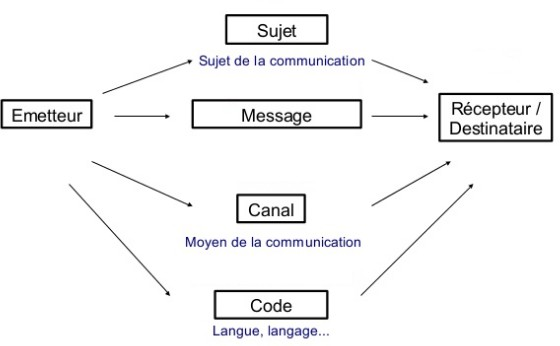 Sujet
Sujet de la communication
Emetteur
Message
Récepteur /
Destinataire
Canal
Moyen de la communication
Code
Langue, langage...